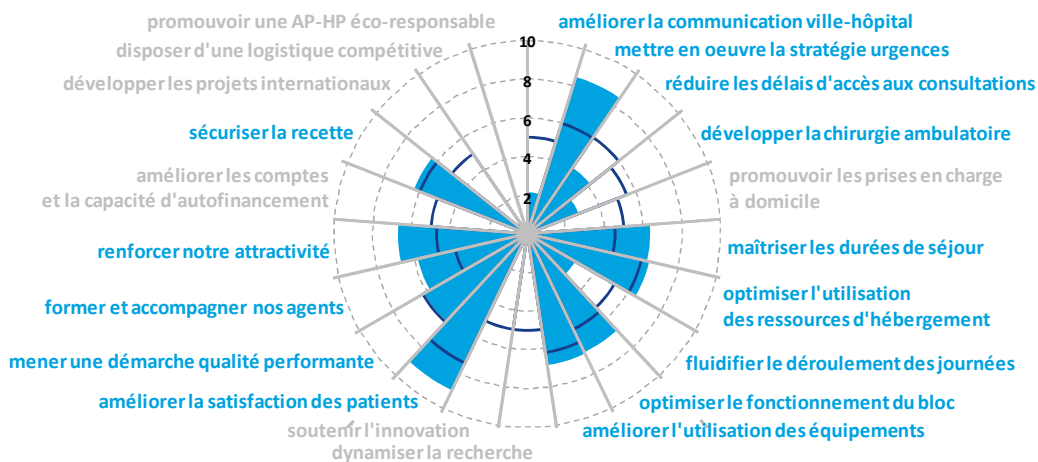 promouvoir une AP-HP éco-responsable
améliorer la communication ville-hôpital
disposer d'une logistique compétitive
mettre en oeuvre la stratégie urgences
développer les projets internationaux
réduire les délais d'accès aux consultations
sécuriser la recette
développer la chirurgie ambulatoire
améliorer les comptes
et la capacité d'autofinancement
promouvoir les prises en charge
à domicile
renforcer notre attractivité
maîtriser les durées de séjour
former et accompagner nos agents
optimiser l'utilisation
des ressources d'hébergement
mener une démarche qualité performante
fluidifier le déroulement des journées
améliorer la satisfaction des patients
optimiser le fonctionnement du bloc
soutenir l'innovation
améliorer l'utilisation des équipements
dynamiser la recherche
10
8
6
4
2